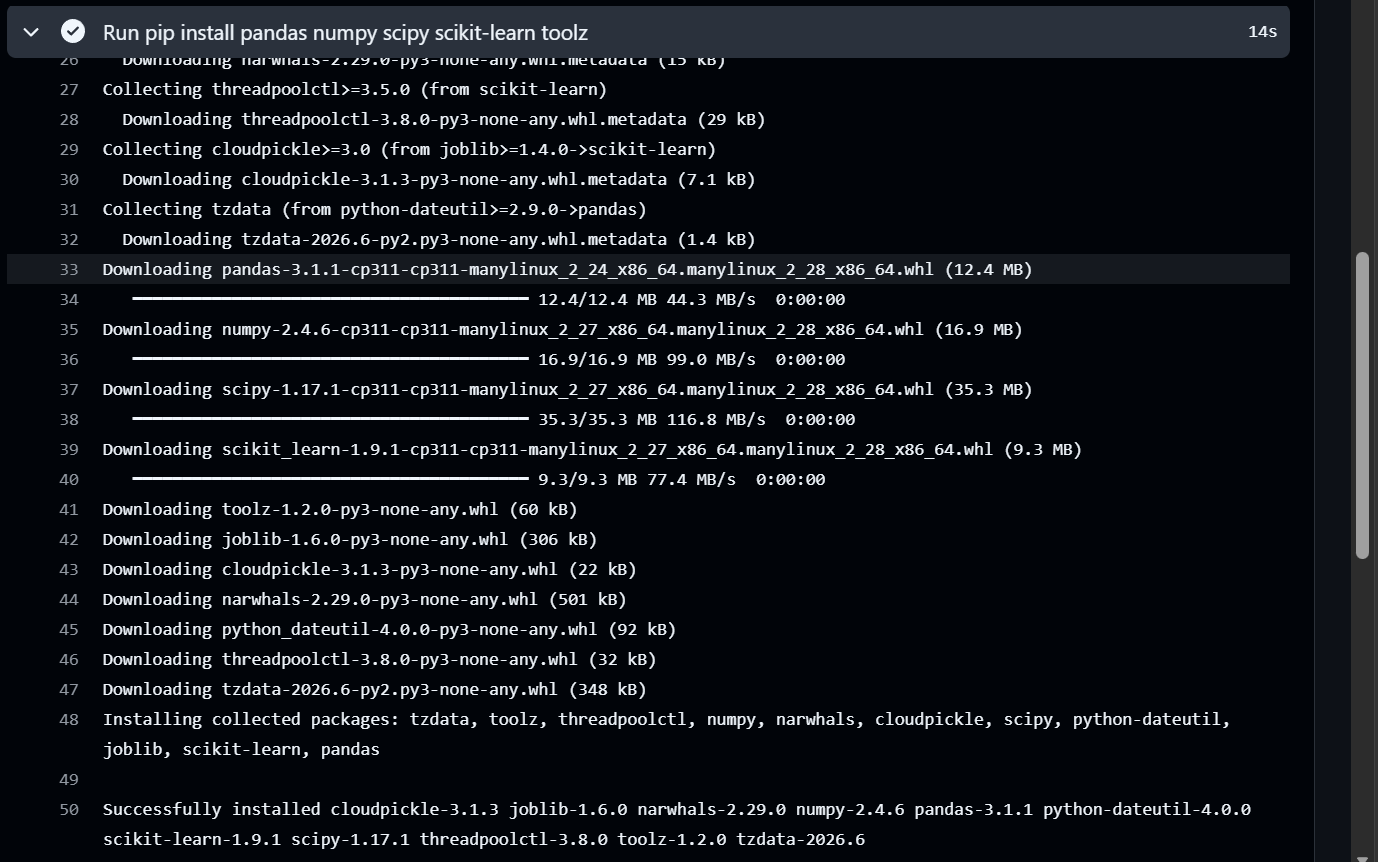 Run pip install pandas numpy scipy scikit-learn toolz 14s
26 Downloading narwhals-2.29.0-py3-none-any.whl.metadata (15 kB)
27 Collecting threadpoolctl>=3.5.0 (from scikit-learn)
28 Downloading threadpoolctl-3.8.0-py3-none-any.whl.metadata (29 kB)
29 Collecting cloudpickle>=3.0 (from joblib>=1.4.0->scikit-learn)
30 Downloading cloudpickle-3.1.3-py3-none-any.whl.metadata (7.1 kB)
31 Collecting tzdata (from python-dateutil>=2.9.0->pandas)
32 Downloading tzdata-2026.6-py2.py3-none-any.whl.metadata (1.4 kB)
33 Downloading pandas-3.1.1-cp311-cp311-manylinux_2_24_x86_64.manylinux_2_28_x86_64.whl (12.4 MB)
34 12.4/12.4 MB 44.3 MB/s 0:00:00
35 Downloading numpy-2.4.6-cp311-cp311-manylinux_2_27_x86_64.manylinux_2_28_x86_64.whl (16.9 MB)
36 16.9/16.9 MB 99.0 MB/s 0:00:00
37 Downloading scipy-1.17.1-cp311-cp311-manylinux_2_27_x86_64.manylinux_2_28_x86_64.whl (35.3 MB)
38 35.3/35.3 MB 116.8 MB/s 0:00:00
39 Downloading scikit_learn-1.9.1-cp311-cp311-manylinux_2_27_x86_64.manylinux_2_28_x86_64.whl (9.3 MB)
40 9.3/9.3 MB 77.4 MB/s 0:00:00
41 Downloading toolz-1.2.0-py3-none-any.whl (60 kB)
42 Downloading joblib-1.6.0-py3-none-any.whl (306 kB)
43 Downloading cloudpickle-3.1.3-py3-none-any.whl (22 kB)
44 Downloading narwhals-2.29.0-py3-none-any.whl (501 kB)
45 Downloading python_dateutil-4.0.0-py3-none-any.whl (92 kB)
46 Downloading threadpoolctl-3.8.0-py3-none-any.whl (32 kB)
47 Downloading tzdata-2026.6-py2.py3-none-any.whl (348 kB)
48 Installing collected packages: tzdata, toolz, threadpoolctl, numpy, narwhals, cloudpickle, scipy, python-dateutil,
joblib, scikit-learn, pandas
49
50 Successfully installed cloudpickle-3.1.3 joblib-1.6.0 narwhals-2.29.0 numpy-2.4.6 pandas-3.1.1 python-dateutil-4.0.0
scikit-learn-1.9.1 scipy-1.17.1 threadpoolctl-3.8.0 toolz-1.2.0 tzdata-2026.6